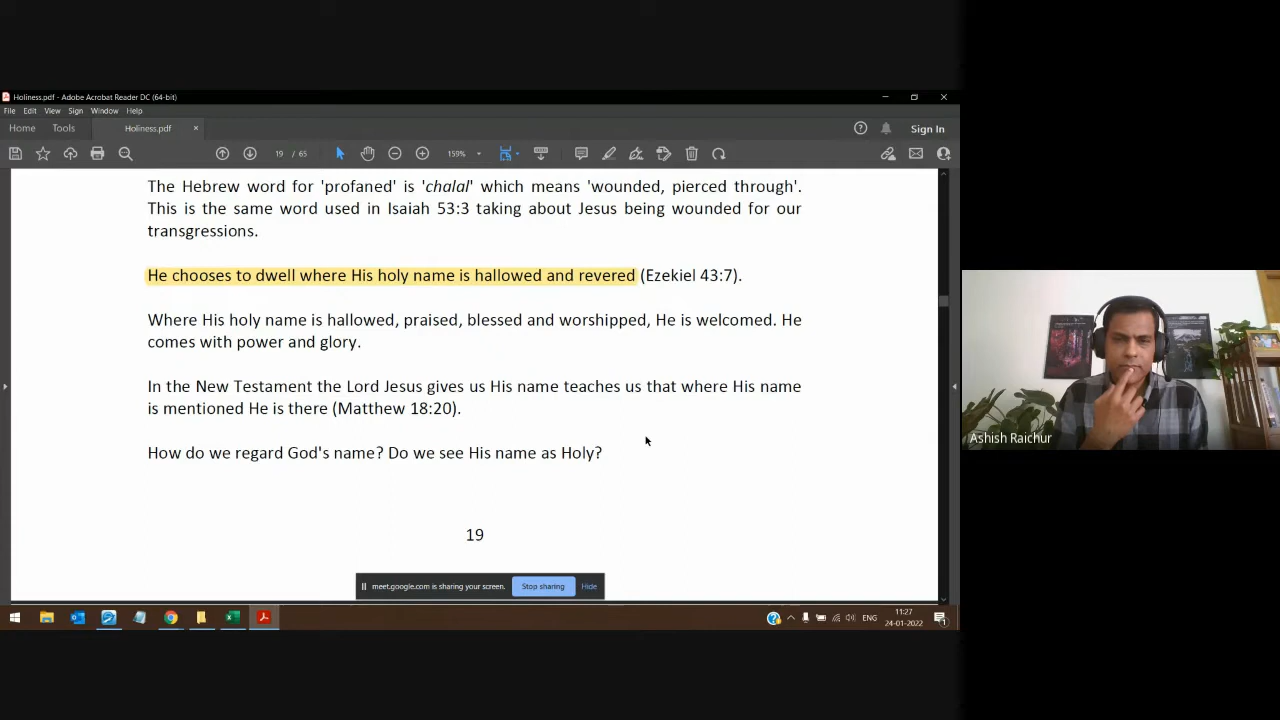 Holiness.pdf - Adobe Acrobat Reader DC (64-bit)
File Edit View Sign Window Help
Home Tools Holiness.pdf × Sign In
19 / 65 159%
The Hebrew word for 'profaned' is 'chalal' which means 'wounded, pierced through'.
This is the same word used in Isaiah 53:3 taking about Jesus being wounded for our
transgressions.
He chooses to dwell where His holy name is hallowed and revered (Ezekiel 43:7).
Where His holy name is hallowed, praised, blessed and worshipped, He is welcomed. He
comes with power and glory.
In the New Testament the Lord Jesus gives us His name teaches us that where His name
is mentioned He is there (Matthew 18:20).
How do we regard God's name? Do we see His name as Holy?
19
meet.google.com is sharing your screen. Stop sharing Hide
ENG
11:27
24-01-2022
Ashish Raichur